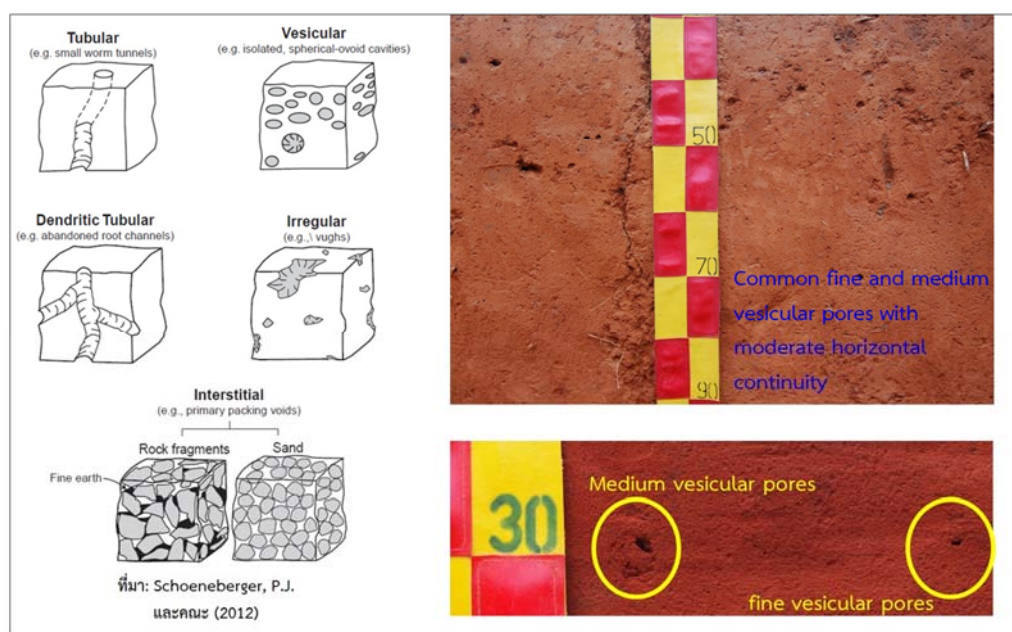 Tubular
(e.g. small worm tunnels)
Vesicular
(e.g. isolated, spherical-ovoid cavities)
Dendritic Tubular
(e.g. abandoned root channels)
Irregular
(e.g.,\ vughs)
Interstitial
(e.g., primary packing voids)
Rock fragments
Sand
Fine earth
ที่มา: Schoeneberger, P.J.
และคณะ (2012)
50
70
90
Common fine and medium
vesicular pores with
moderate horizontal
continuity
30
Medium vesicular pores
fine vesicular pores